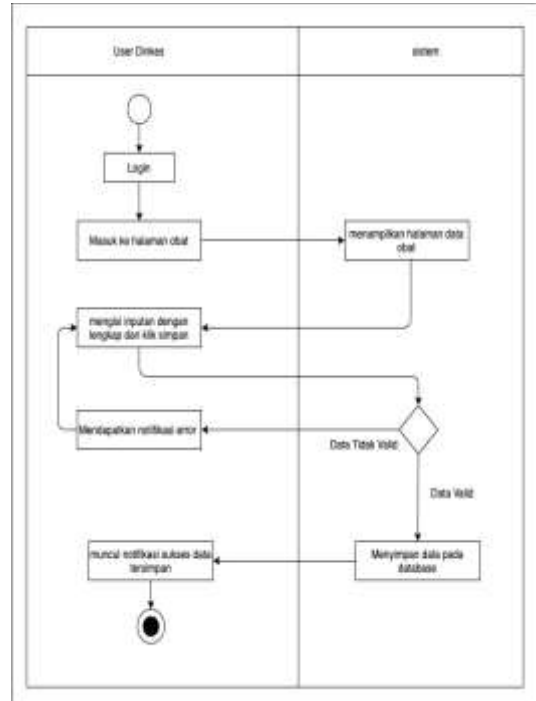 User Dinkes
sistem
Login
Masuk ke halaman obat
menampilkan halaman data
obat
mengisi inputan dengan
lengkap dan klik simpan
Mendapatkan notifikasi error
Data Tidak Valid
Data Valid
muncul notifikasi sukses data
tersimpan
Menyimpan data pada
database